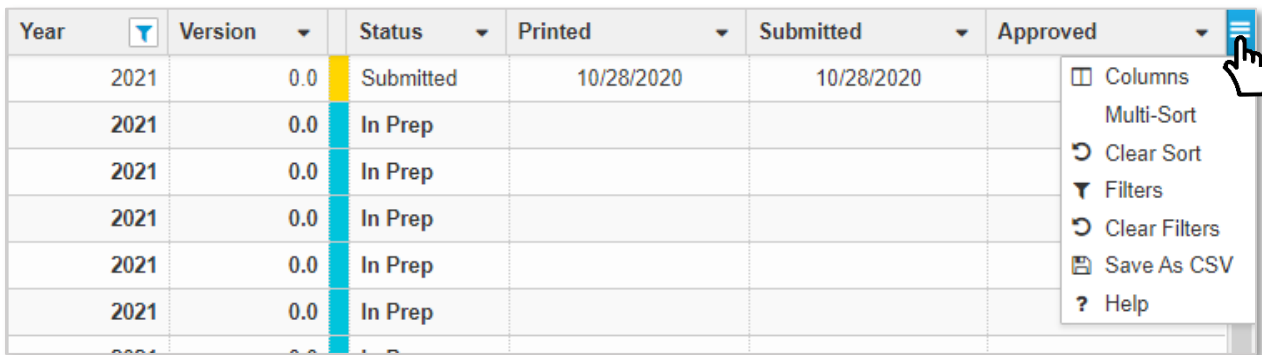 Year Version Status Printed Submitted Approved
2021 0.0 Submitted 10/28/2020 10/28/2020
Columns
2021 0.0 In Prep
Multi-Sort
Clear Sort
2021 0.0 In Prep
Filters
2021 0.0 In Prep
Clear Filters
2021 0.0 In Prep
Save As CSV
2021 0.0 In Prep
? Help